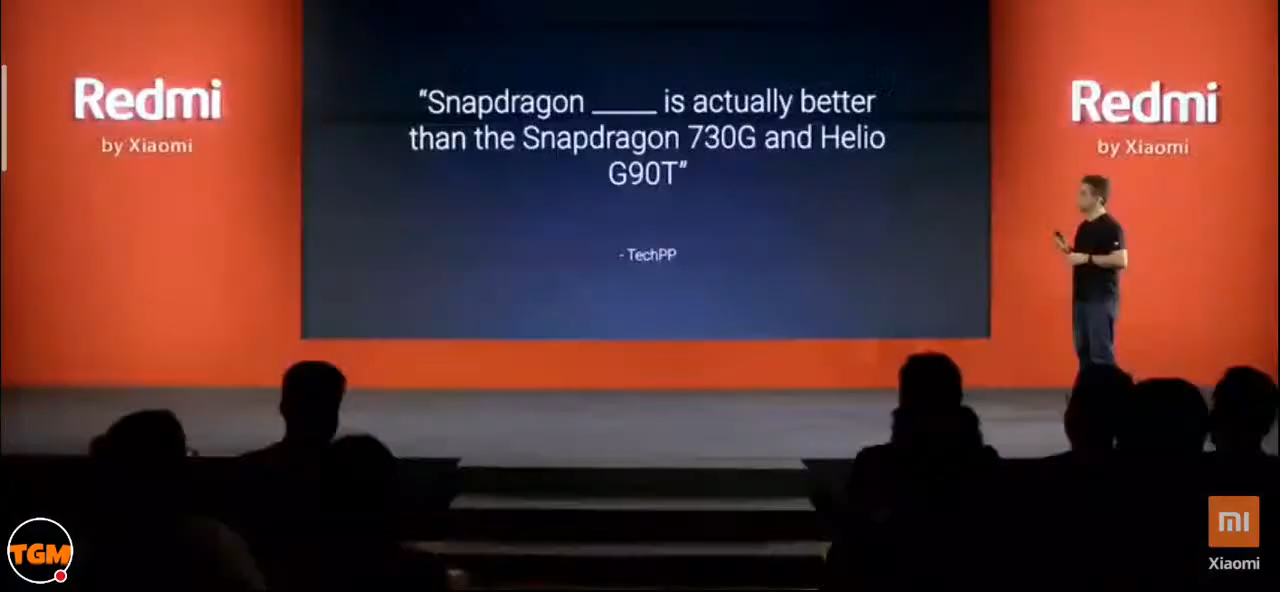 Redmi
by Xiaomi
"Snapdragon _____ is actually better
than the Snapdragon 730G and Helio
G90T"
- TechPP
Redmi
by Xiaomi
TGM
mi
Xiaomi